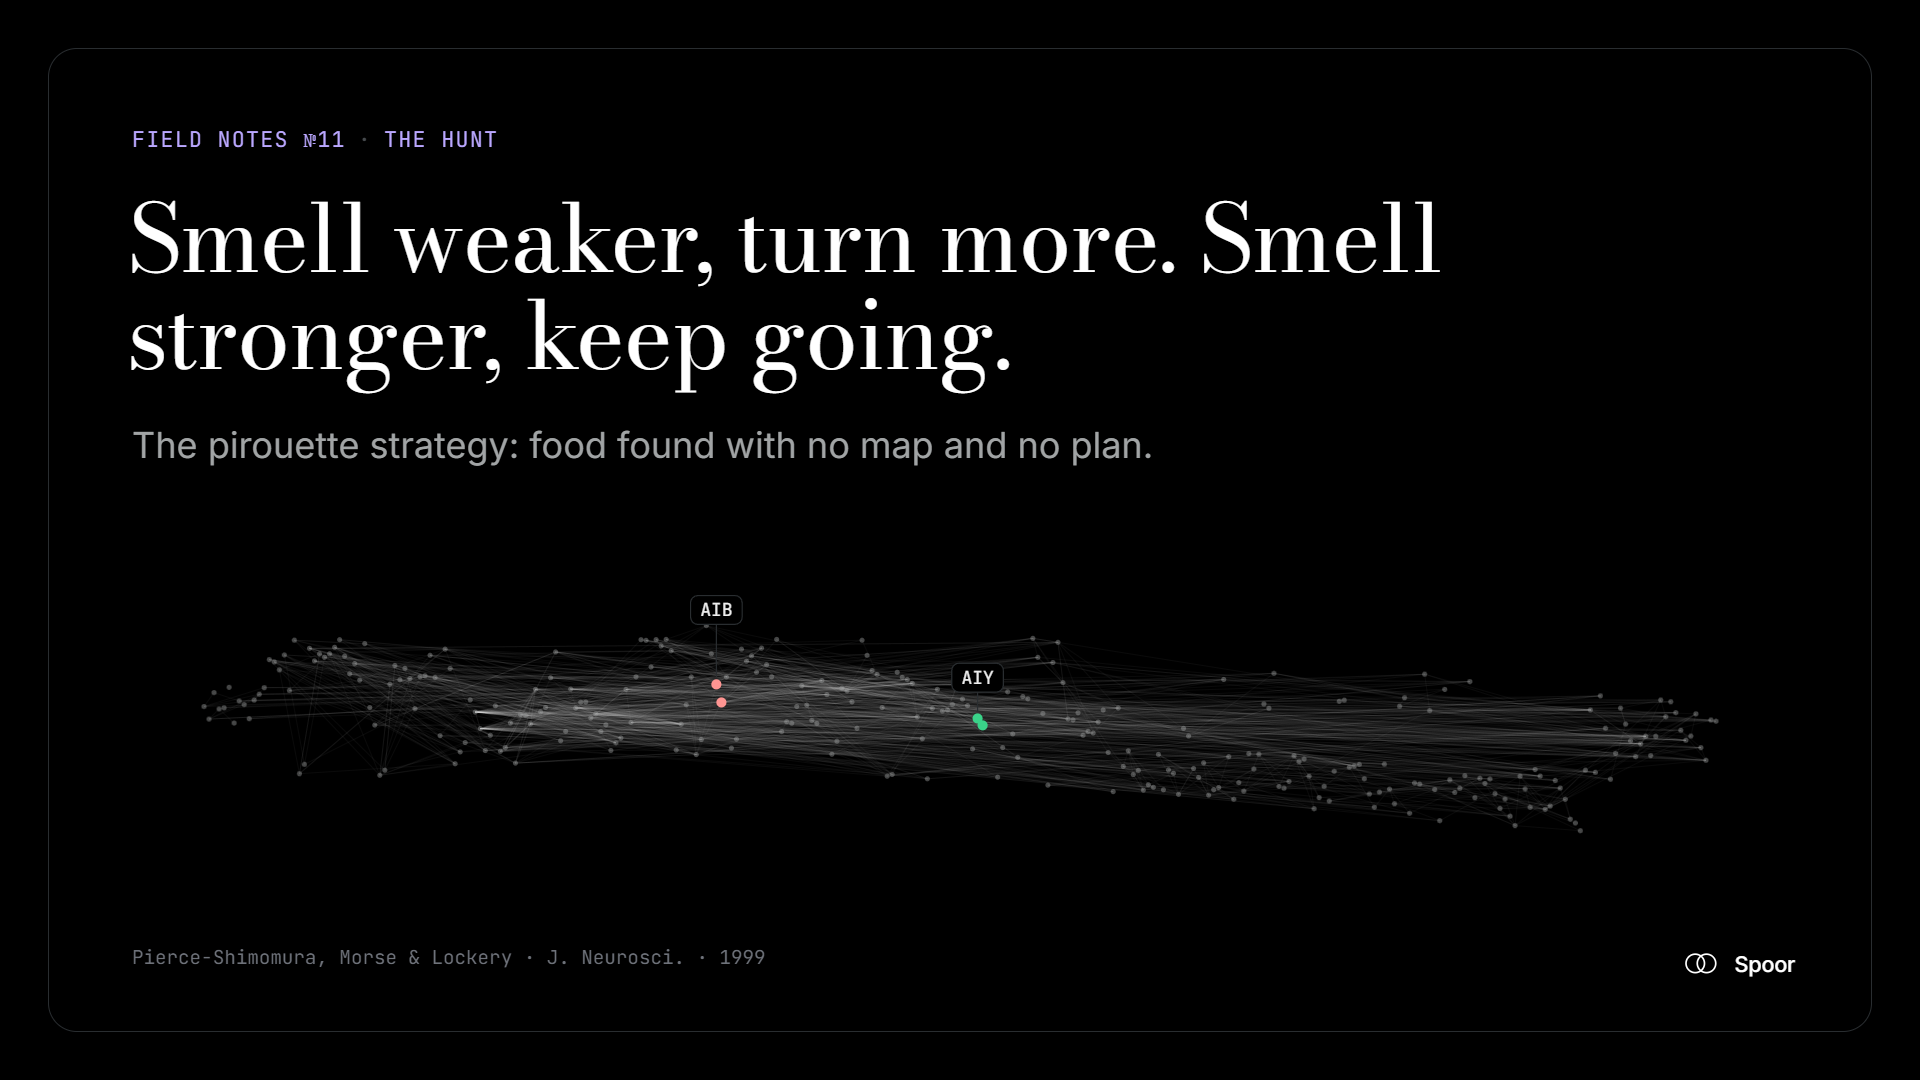 FIELD NOTES №11 · THE HUNT
Smell weaker, turn more. Smell
stronger, keep going.
The pirouette strategy: food found with no map and no plan.
AIB
AIY
Pierce-Shimomura, Morse & Lockery · J. Neurosci. · 1999
Spoor